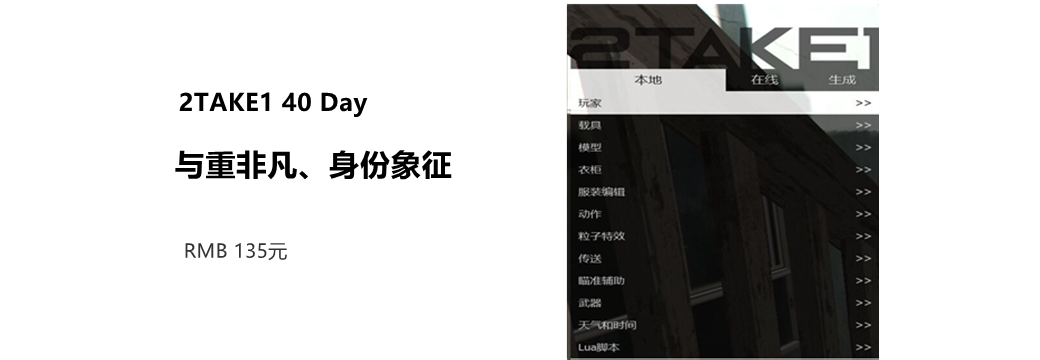 2TAKE1 40 Day
与重非凡、身份象征
RMB 135元
2TAKE1
本地 在线 生成
玩家 >>
载具 >>
模型 >>
衣柜 >>
服装编辑 >>
动作 >>
粒子特效 >>
传送 >>
瞄准辅助 >>
武器 >>
天气和时间 >>
Lua脚本 >>